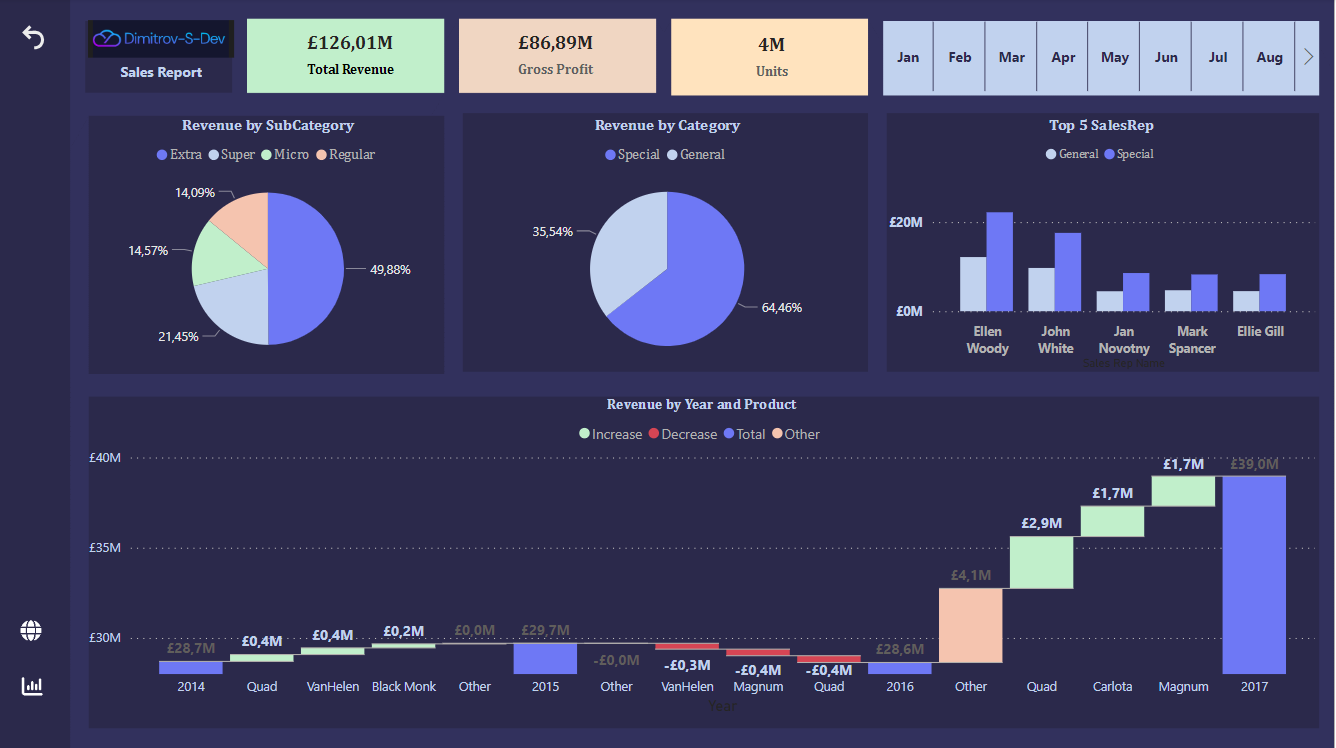 Dimitrov-S-Dev
Sales Report
£126,01M
Total Revenue
£86,89M
Gross Profit
4M
Units
Jan Feb Mar Apr May Jun Jul Aug
Revenue by SubCategory
Extra Super Micro Regular
14,09%
14,57%
49,88%
21,45%
Revenue by Category
Special General
35,54%
64,46%
Top 5 SalesRep
General Special
£20M
£0M
Ellen Woody
John White
Jan Novotny
Mark Spancer
Ellie Gill
Sales Rep Name
Revenue by Year and Product
Increase Decrease Total Other
£40M
£35M
£30M
£28,7M
£0,4M
£0,4M
£0,2M
£0,0M
£29,7M
-£0,0M
-£0,3M
-£0,4M
-£0,4M
£28,6M
£4,1M
£2,9M
£1,7M
£1,7M
£39,0M
2014 Quad VanHelen Black Monk Other 2015 Other VanHelen Magnum Quad 2016 Other Quad Carlota Magnum 2017
Year